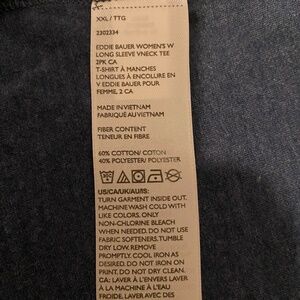 XXL / TTG
2302334
EDDIE BAUER WOMEN'S W
LONG SLEEVE VNECK TEE
2PK CA
T-SHIRT À MANCHES
LONGUES À ENCOLURE EN
V EDDIE BAUER POUR
FEMME, 2 CA
MADE IN VIETNAM
FABRIQUÉ AU VIETNAM
FIBER CONTENT
TENEUR EN FIBRE
60% COTTON/ COTON
40% POLYESTER/ POLYESTER
US/CA/UK/AU/IS:
TURN GARMENT INSIDE OUT.
MACHINE WASH COLD WITH
LIKE COLORS. ONLY
NON-CHLORINE BLEACH
WHEN NEEDED. DO NOT USE
FABRIC SOFTENERS. TUMBLE
DRY LOW. REMOVE
PROMPTLY. COOL IRON AS
DESIRED. DO NOT IRON ON
PRINT. DO NOT DRY CLEAN.
CA: LAVER À L'ENVERS LAVER
À LA MACHINE À L'EAU
FROIDE, LAVER AVEC DES